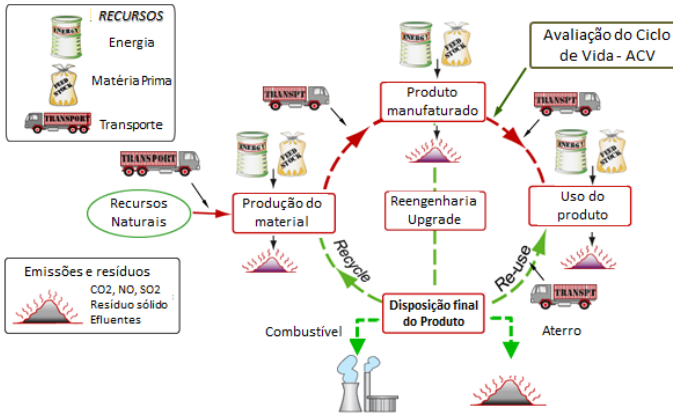 RECURSOS
ENERGY
Energia
FEED
STOCK
Matéria Prima
TRANSPORT
Transporte
ENERGY
FEED
STOCK
Avaliação do Ciclo
de Vida - ACV
Produto
manufaturado
TRANSPT
TRANSPT
TRANSPORT
ENERGY
FEED
STOCK
ENERGY
FEED
STOCK
Recursos
Naturais
Produção do
material
Reengenharia
Upgrade
Uso do
produto
Recycle
Re-use
Emissões e resíduos
CO2, NO, SO2
Resíduo sólido
Efluentes
TRANSPT
Disposição final
do Produto
Combustível
Aterro